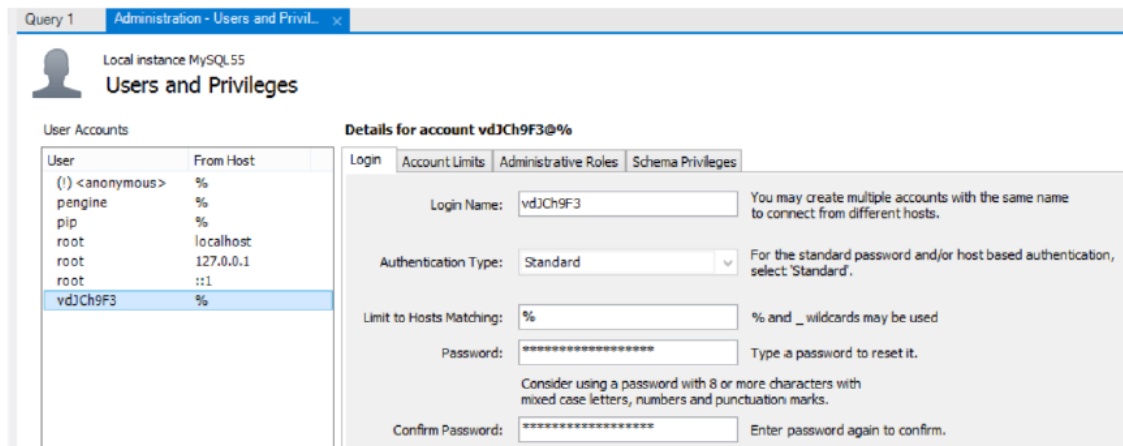 Query 1 Administration - Users and Privil... ×
Local instance MySQL55
Users and Privileges
User Accounts
User From Host
(!) <anonymous> %
pengine %
pip %
root localhost
root 127.0.0.1
root ::1
vdJCh9F3 %
Details for account vdJCh9F3@%
Login Account Limits Administrative Roles Schema Privileges
Login Name: vdJCh9F3 You may create multiple accounts with the same name
to connect from different hosts.
Authentication Type: Standard For the standard password and/or host based authentication,
select 'Standard'.
Limit to Hosts Matching: % % and _ wildcards may be used
Password: ****************** Type a password to reset it.
Consider using a password with 8 or more characters with
mixed case letters, numbers and punctuation marks.
Confirm Password: ****************** Enter password again to confirm.